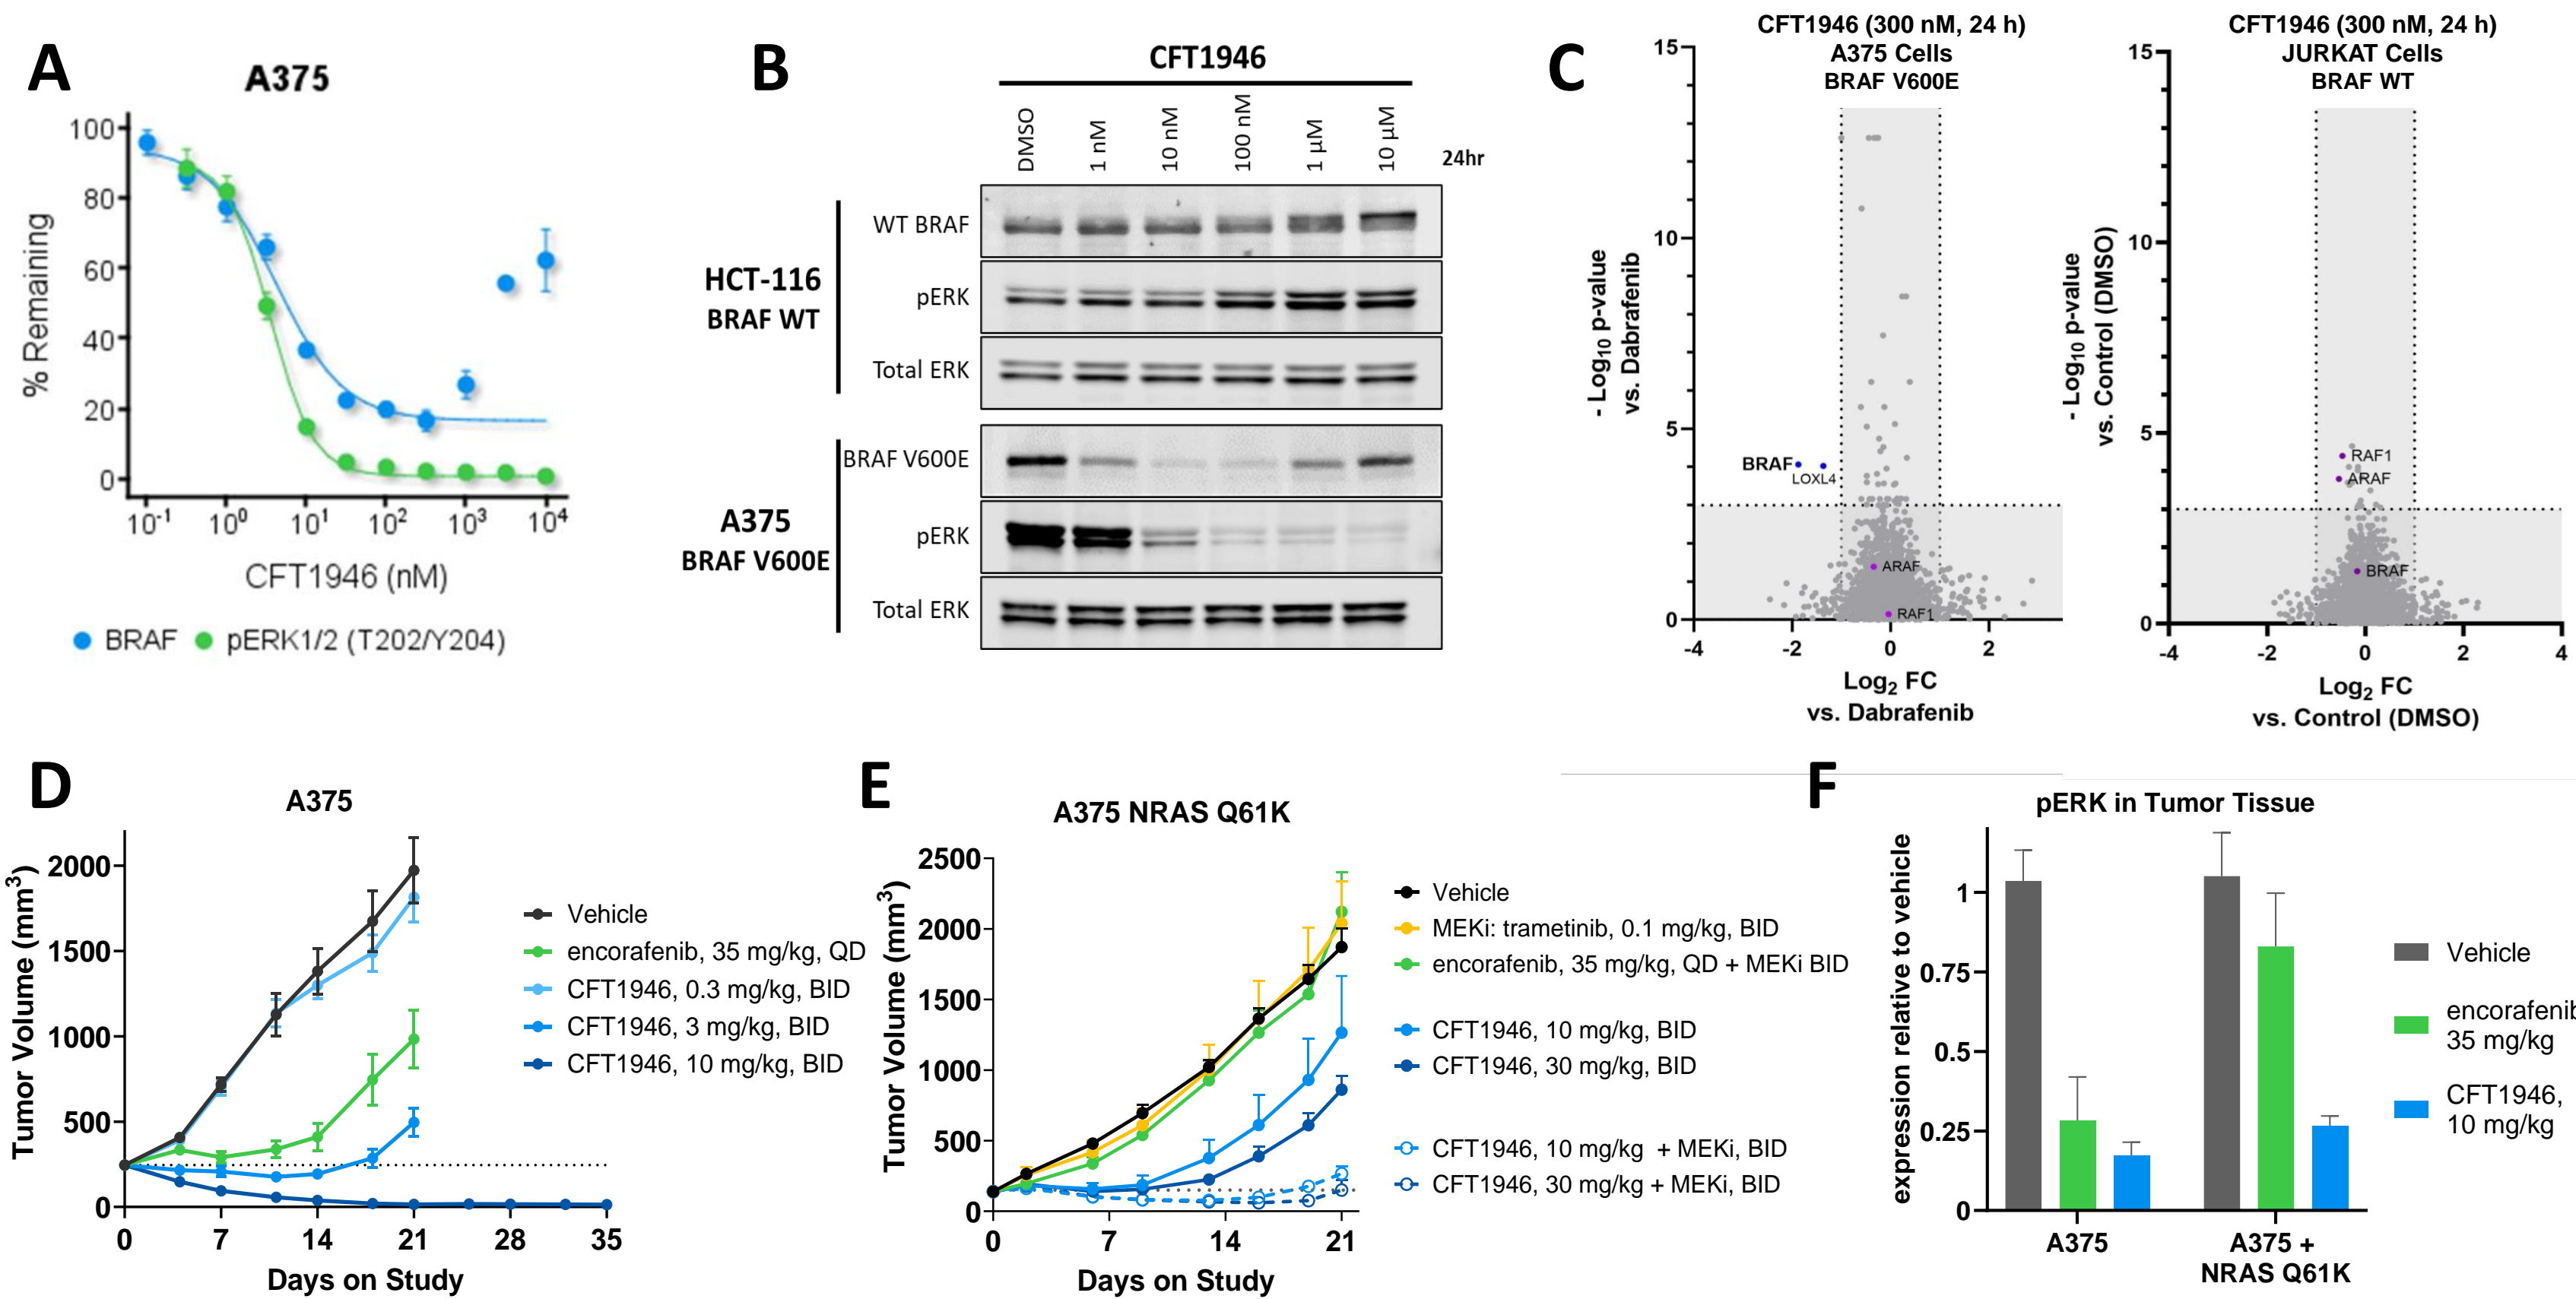 A
A375
% Remaining
100
80
60
40
20
0
10-1
10⁰
10¹
10²
10³
10⁴
CFT1946 (nM)
BRAF
pERK1/2 (T202/Y204)
B
CFT1946
DMSO
1 nM
10 nM
100 nM
1 µM
10 µM
24hr
HCT-116
BRAF WT
WT BRAF
pERK
Total ERK
A375
BRAF V600E
BRAF V600E
pERK
Total ERK
C
CFT1946 (300 nM, 24 h)
A375 Cells
BRAF V600E
- Log10 p-value
vs. Dabrafenib
15
10
5
0
BRAF
LOXL4
ARAF
RAF1
-4
-2
0
2
Log2 FC
vs. Dabrafenib
CFT1946 (300 nM, 24 h)
JURKAT Cells
BRAF WT
- Log10 p-value
vs. Control (DMSO)
15
10
5
0
RAF1
ARAF
BRAF
-4
-2
0
2
4
Log2 FC
vs. Control (DMSO)
D
A375
Tumor Volume (mm³)
2000
1500
1000
500
0
0
7
14
21
28
35
Days on Study
Vehicle
encorafenib, 35 mg/kg, QD
CFT1946, 0.3 mg/kg, BID
CFT1946, 3 mg/kg, BID
CFT1946, 10 mg/kg, BID
E
A375 NRAS Q61K
Tumor Volume (mm³)
2500
2000
1500
1000
500
0
0
7
14
21
Days on Study
Vehicle
MEKi: trametinib, 0.1 mg/kg, BID
encorafenib, 35 mg/kg, QD + MEKi BID
CFT1946, 10 mg/kg, BID
CFT1946, 30 mg/kg, BID
CFT1946, 10 mg/kg + MEKi, BID
CFT1946, 30 mg/kg + MEKi, BID
F
pERK in Tumor Tissue
expression relative to vehicle
1
0.75
0.5
0.25
0
A375
A375 +
NRAS Q61K
Vehicle
encorafenib
35 mg/kg
CFT1946,
10 mg/kg